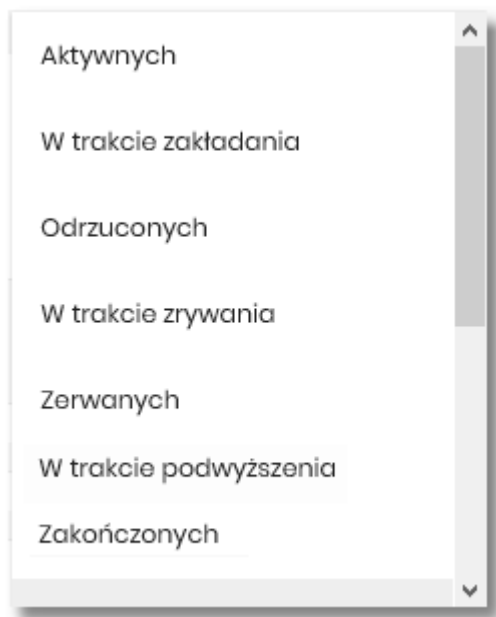 Aktywnych
W trakcie zakładania
Odrzuconych
W trakcie zrywania
Zerwanych
W trakcie podwyższenia
Zakończonych